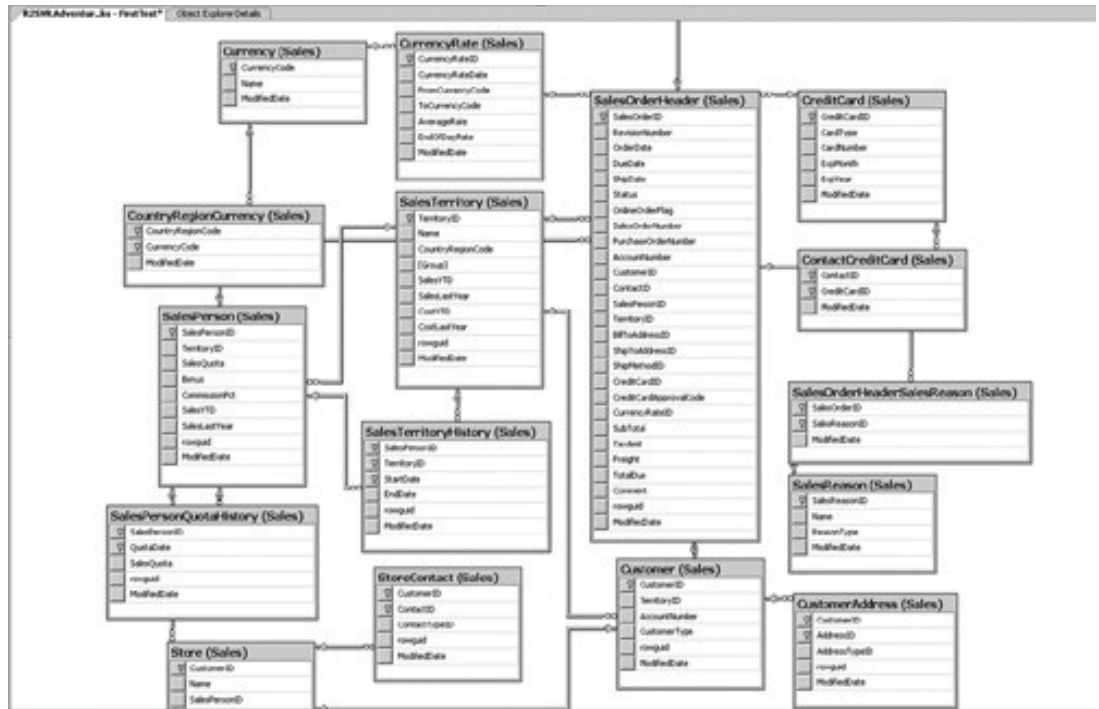 R2SVR.Adventur...ks - FirstTest* Object Explorer Details
Currency (Sales)
CurrencyCode
Name
ModifiedDate
CurrencyRate (Sales)
CurrencyRateID
CurrencyRateDate
FromCurrencyCode
ToCurrencyCode
AverageRate
EndOfDayRate
ModifiedDate
SalesOrderHeader (Sales)
SalesOrderID
RevisionNumber
OrderDate
DueDate
ShipDate
Status
OnlineOrderFlag
SalesOrderNumber
PurchaseOrderNumber
AccountNumber
CustomerID
ContactID
SalesPersonID
TerritoryID
BillToAddressID
ShipToAddressID
ShipMethodID
CreditCardID
CreditCardApprovalCode
CurrencyRateID
SubTotal
TaxAmt
Freight
TotalDue
Comment
rowguid
ModifiedDate
CreditCard (Sales)
CreditCardID
CardType
CardNumber
ExpMonth
ExpYear
ModifiedDate
CountryRegionCurrency (Sales)
CountryRegionCode
CurrencyCode
ModifiedDate
SalesTerritory (Sales)
TerritoryID
Name
CountryRegionCode
[Group]
SalesYTD
SalesLastYear
CostYTD
CostLastYear
rowguid
ModifiedDate
ContactCreditCard (Sales)
ContactID
CreditCardID
ModifiedDate
SalesPerson (Sales)
SalesPersonID
TerritoryID
SalesQuota
Bonus
CommissionPct
SalesYTD
SalesLastYear
rowguid
ModifiedDate
SalesOrderHeaderSalesReason (Sales)
SalesOrderID
SalesReasonID
ModifiedDate
SalesTerritoryHistory (Sales)
SalesPersonID
TerritoryID
StartDate
EndDate
rowguid
ModifiedDate
SalesReason (Sales)
SalesReasonID
Name
ReasonType
ModifiedDate
SalesPersonQuotaHistory (Sales)
SalesPersonID
QuotaDate
SalesQuota
rowguid
ModifiedDate
StoreContact (Sales)
CustomerID
ContactID
ContactTypeID
rowguid
ModifiedDate
Customer (Sales)
CustomerID
TerritoryID
AccountNumber
CustomerType
rowguid
ModifiedDate
CustomerAddress (Sales)
CustomerID
AddressID
AddressTypeID
rowguid
ModifiedDate
Store (Sales)
CustomerID
Name
SalesPersonID